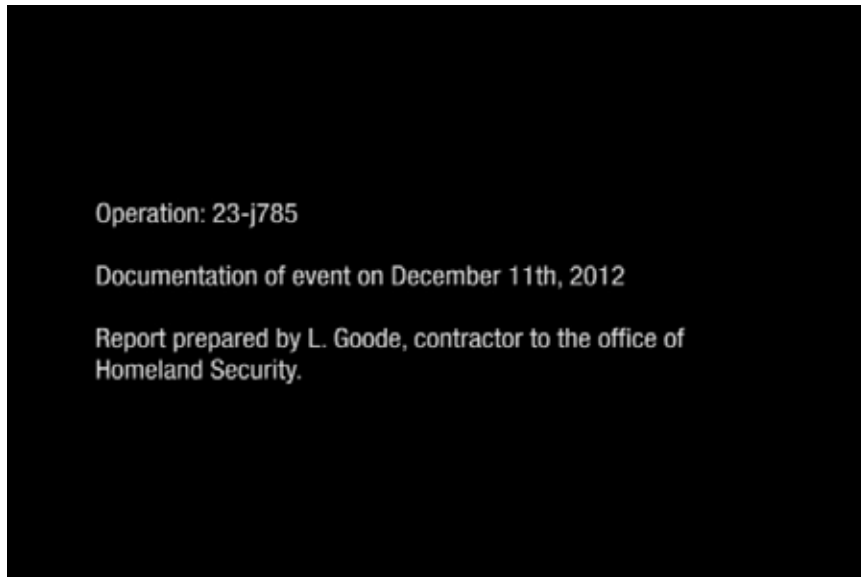 Operation: 23-j785
Documentation of event on December 11th, 2012
Report prepared by L. Goode, contractor to the office of
Homeland Security.